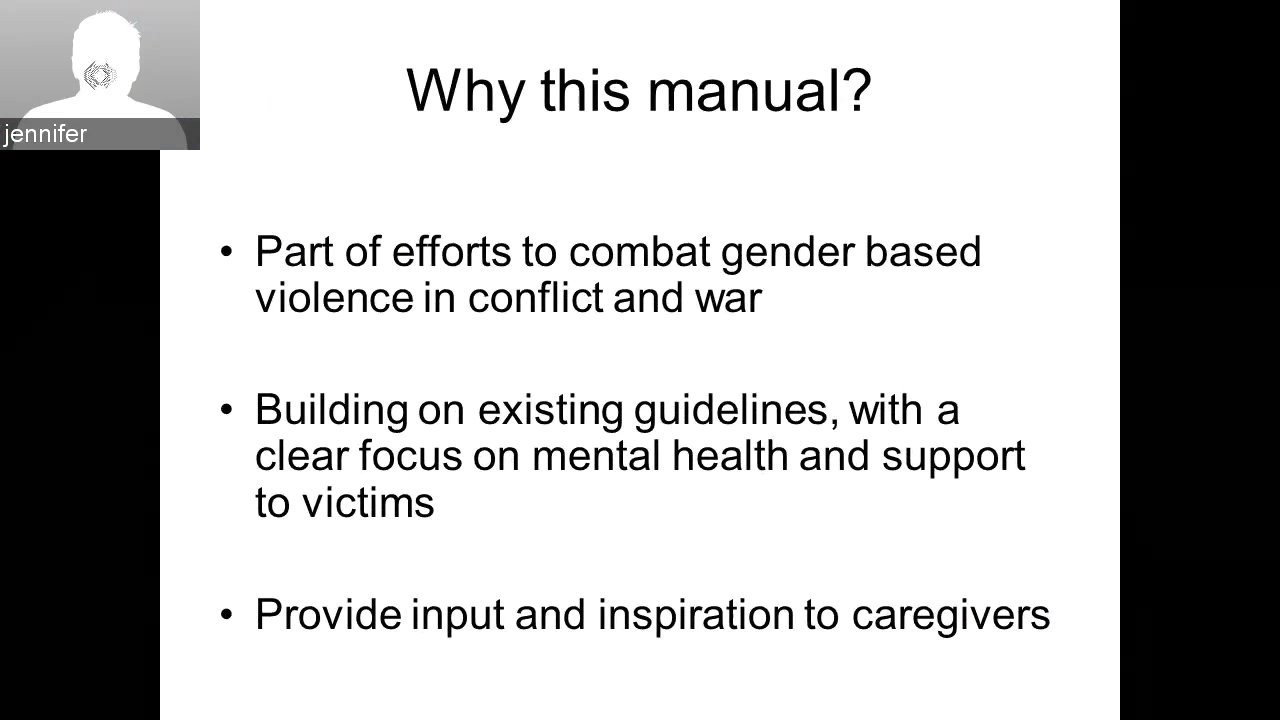 jennifer
Why this manual?
• Part of efforts to combat gender based
violence in conflict and war
• Building on existing guidelines, with a
clear focus on mental health and support
to victims
• Provide input and inspiration to caregivers